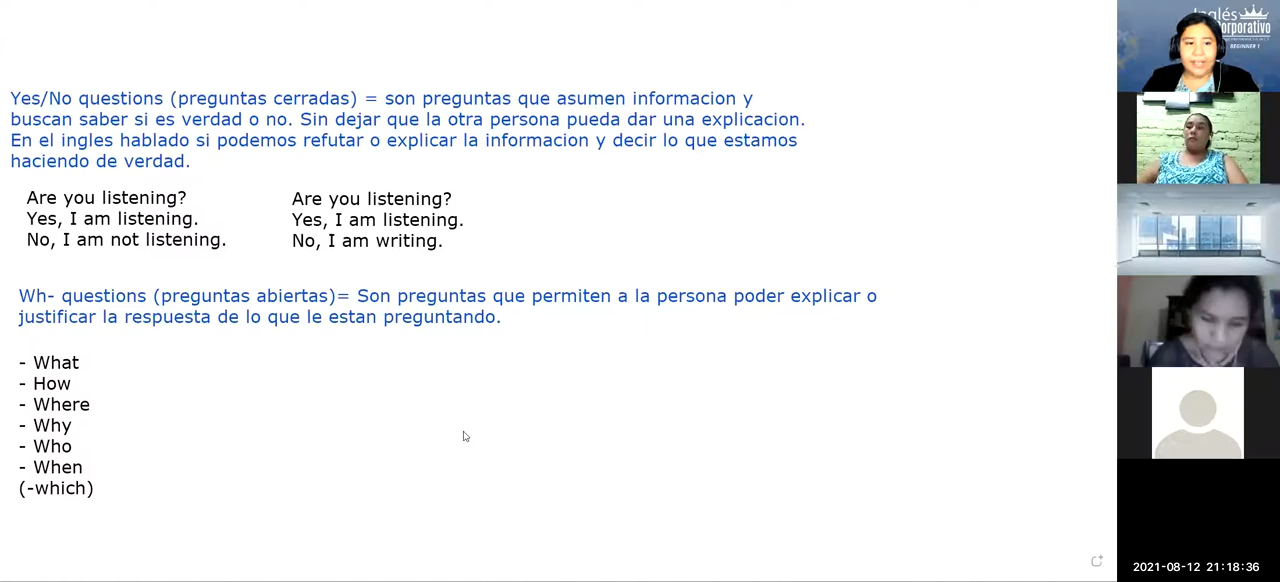 Yes/No questions (preguntas cerradas) = son preguntas que asumen informacion y
buscan saber si es verdad o no. Sin dejar que la otra persona pueda dar una explicacion.
En el ingles hablado si podemos refutar o explicar la informacion y decir lo que estamos
haciendo de verdad.
Are you listening?
Yes, I am listening.
No, I am not listening.
Are you listening?
Yes, I am listening.
No, I am writing.
Wh- questions (preguntas abiertas)= Son preguntas que permiten a la persona poder explicar o
justificar la respuesta de lo que le estan preguntando.
- What
- How
- Where
- Why
- Who
- When
(-which)
Inglés
orporativo
BEGINNER 1
2021-08-12 21:18:36